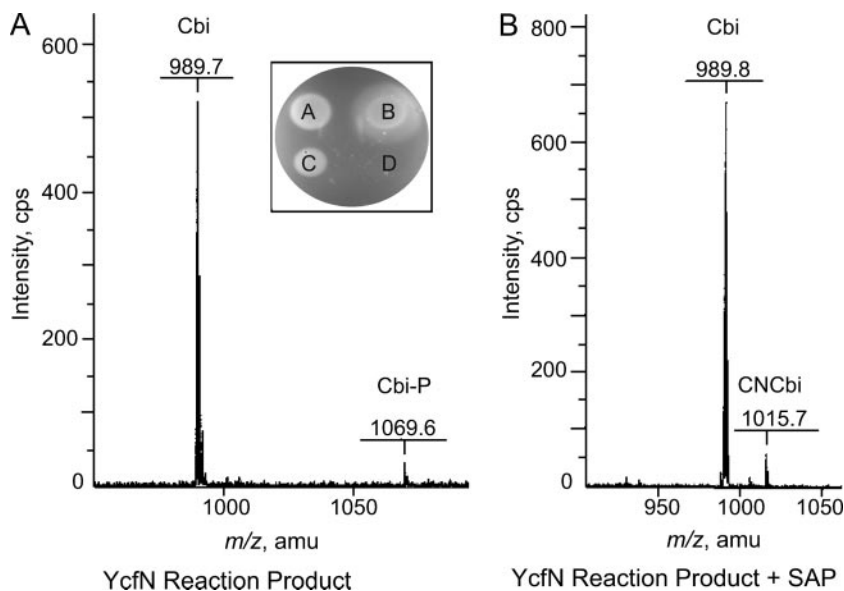 A
Cbi
989.7
600
400
200
0
Intensity, cps
A
B
C
D
Cbi-P
1069.6
1000
1050
m/z, amu
YcfN Reaction Product
B
Cbi
989.8
800
600
400
200
0
Intensity, cps
CNCbi
1015.7
950
1000
1050
m/z, amu
YcfN Reaction Product + SAP